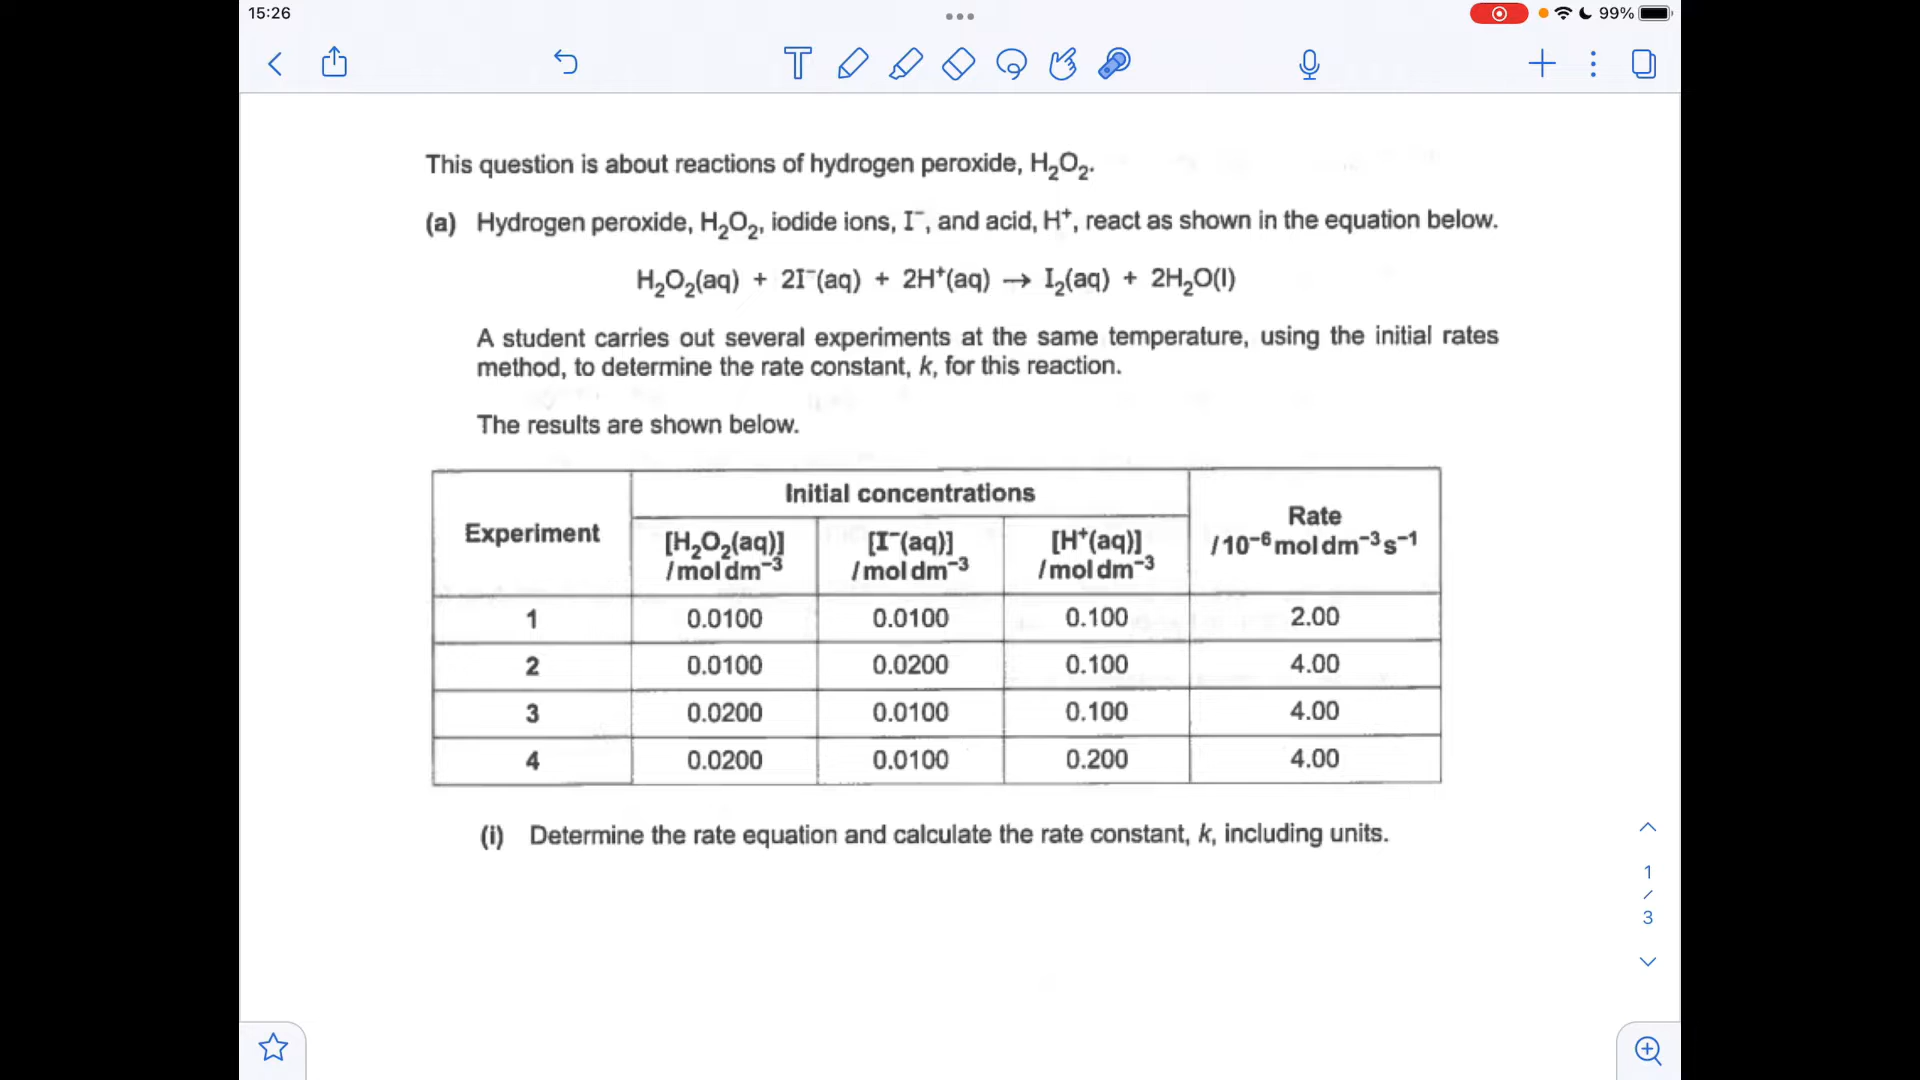 15:26
99%
This question is about reactions of hydrogen peroxide, H₂O₂.
(a) Hydrogen peroxide, H₂O₂, iodide ions, I⁻, and acid, H⁺, react as shown in the equation below.
H₂O₂(aq) + 2I⁻(aq) + 2H⁺(aq) → I₂(aq) + 2H₂O(l)
A student carries out several experiments at the same temperature, using the initial rates
method, to determine the rate constant, k, for this reaction.
The results are shown below.
Experiment
Initial concentrations
Rate
/10⁻⁶ mol dm⁻³ s⁻¹
[H₂O₂(aq)]
/mol dm⁻³
[I⁻(aq)]
/mol dm⁻³
[H⁺(aq)]
/mol dm⁻³
1 0.0100 0.0100 0.100 2.00
2 0.0100 0.0200 0.100 4.00
3 0.0200 0.0100 0.100 4.00
4 0.0200 0.0100 0.200 4.00
(i) Determine the rate equation and calculate the rate constant, k, including units.
1
/
3